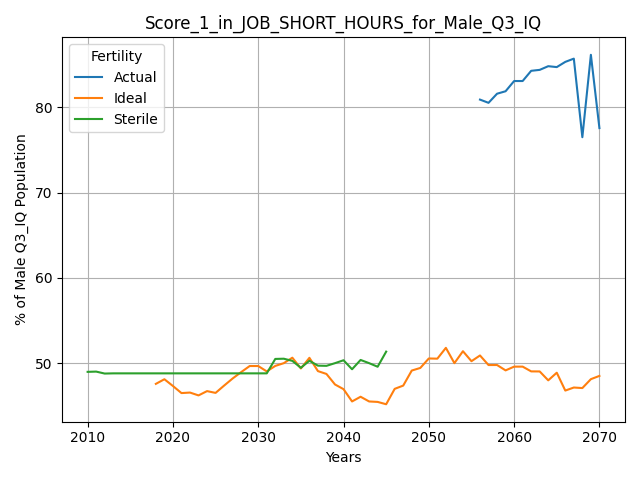 Score_1_in_JOB_SHORT_HOURS_for_Male_Q3_IQ
Fertility
Actual
Ideal
Sterile
% of Male Q3_IQ Population
80
70
60
50
2010 2020 2030 2040 2050 2060 2070
Years